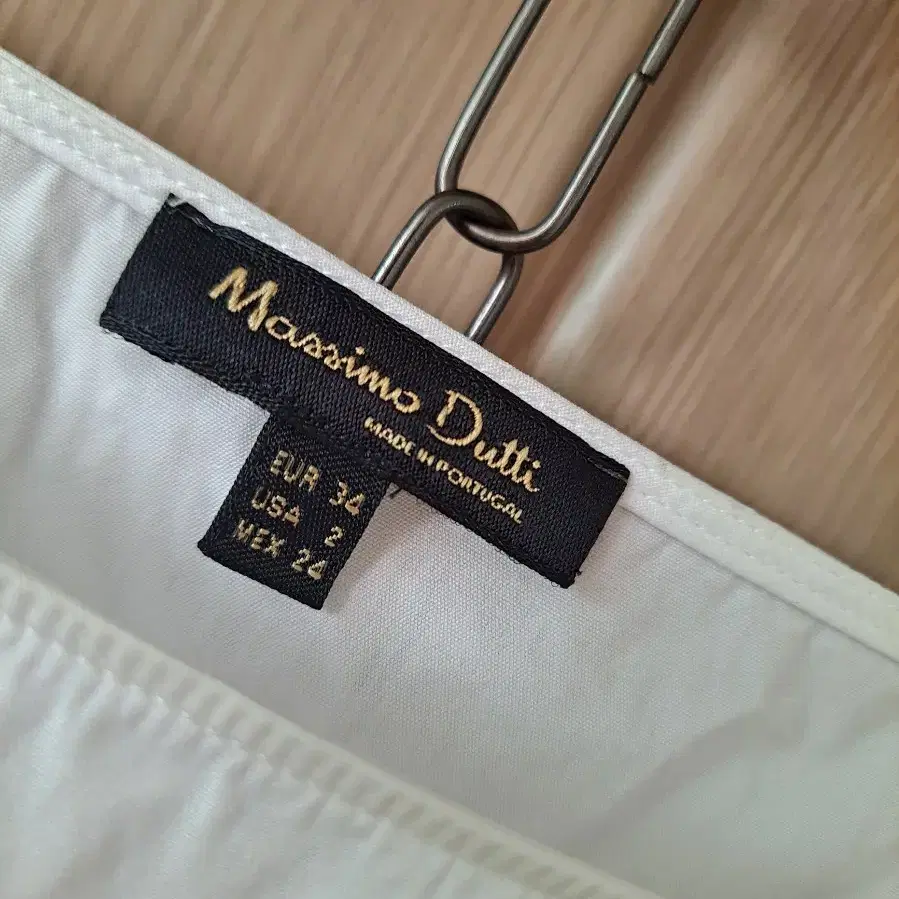 Massimo Dutti
MADE IN PORTUGAL
EUR 34
USA 2
MEX 24